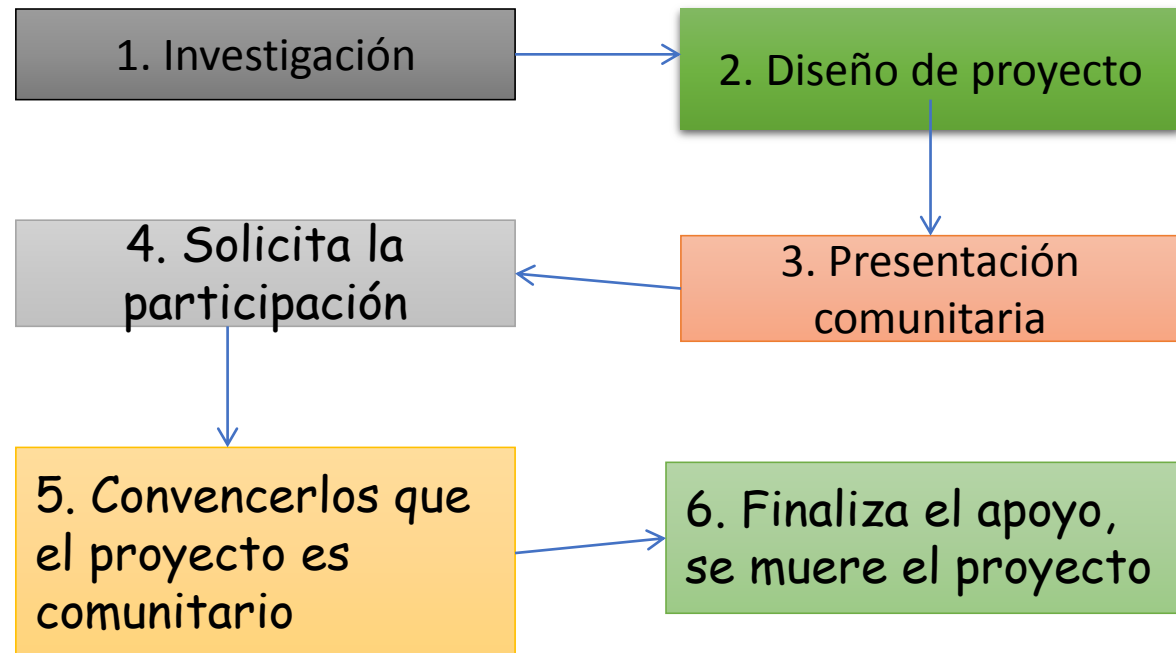 1. Investigación
2. Diseño de proyecto
3. Presentación
comunitaria
4. Solicita la
participación
5. Convencerlos que
el proyecto es
comunitario
6. Finaliza el apoyo,
se muere el proyecto